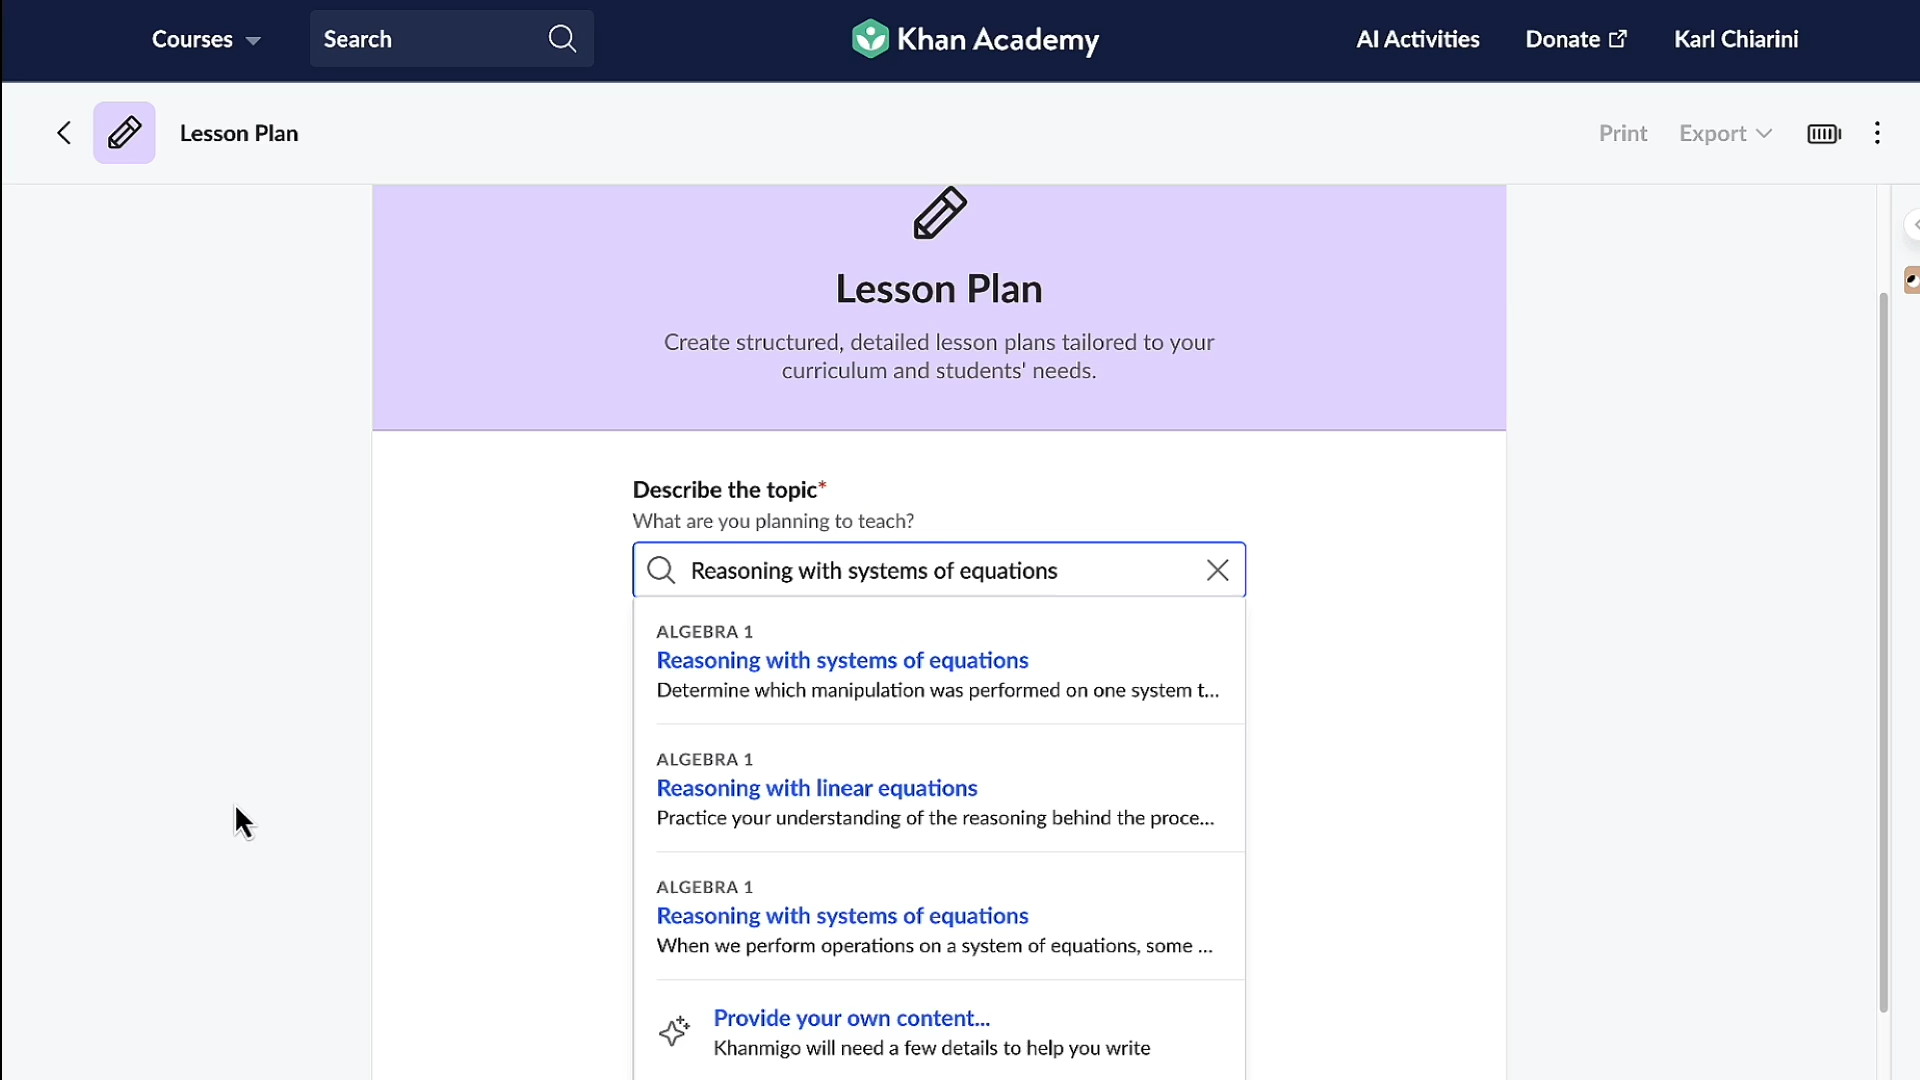 Courses
Search
Khan Academy
AI Activities
Donate
Karl Chiarini
Lesson Plan
Print
Export
Lesson Plan
Create structured, detailed lesson plans tailored to your
curriculum and students' needs.
Describe the topic*
What are you planning to teach?
Reasoning with systems of equations
ALGEBRA 1
Reasoning with systems of equations
Determine which manipulation was performed on one system t...
ALGEBRA 1
Reasoning with linear equations
Practice your understanding of the reasoning behind the proce...
ALGEBRA 1
Reasoning with systems of equations
When we perform operations on a system of equations, some ...
Provide your own content...
Khanmigo will need a few details to help you write